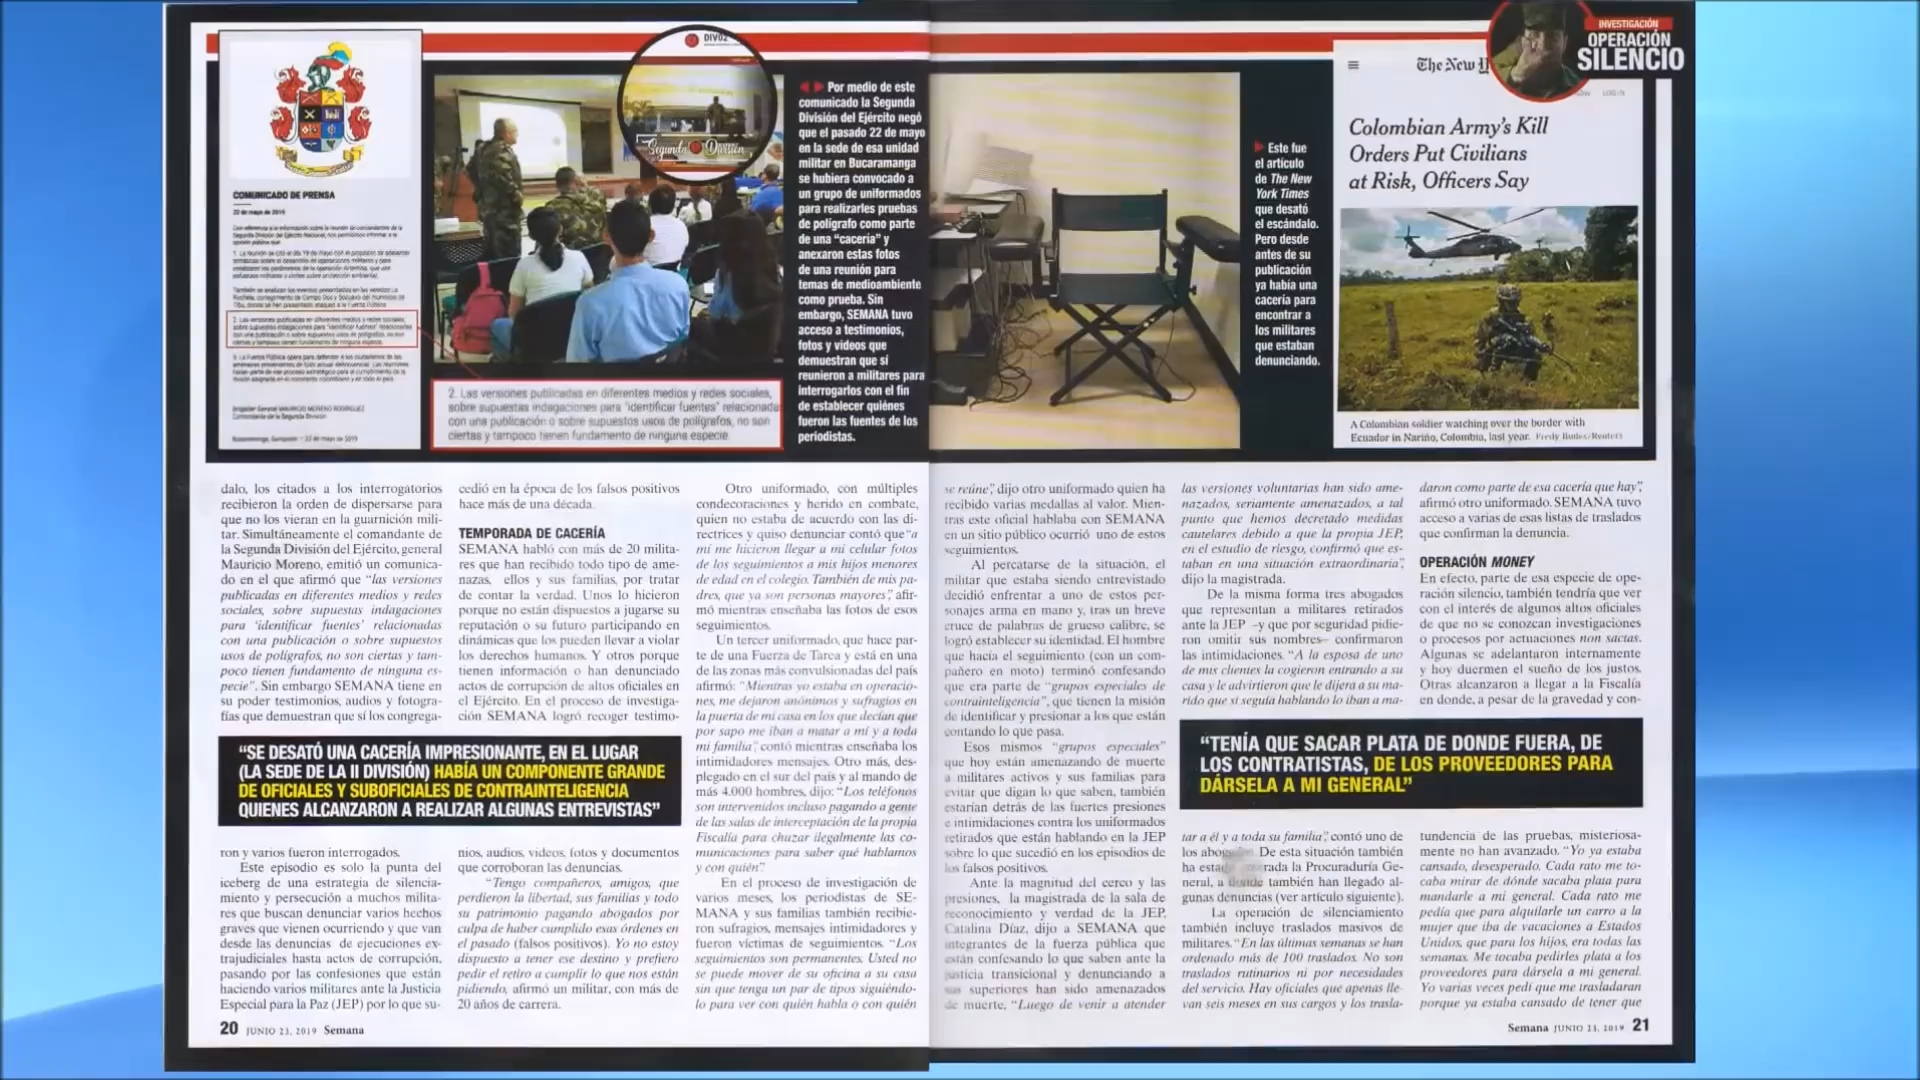 COMUNICADO DE PRENSA
22 de mayo de 2019
2. Las versiones publicadas en diferentes medios y redes sociales,
sobre supuestas indagaciones para "identificar fuentes" relacionadas
con una publicación o sobre supuestos usos de polígrafos, no son
ciertas y tampoco tienen fundamento de ninguna especie.
Brigadier General MAURICIO MORENO RODRIGUEZ
Comandante de la Segunda División
Bucaramanga, Santander – 22 de mayo de 2019
DIV02
Segunda División
2. Las versiones publicadas en diferentes medios y redes sociales,
sobre supuestas indagaciones para 'identificar fuentes' relacionada
con una publicación o sobre supuestos usos de polígrafos, no son
ciertas y tampoco tienen fundamento de ninguna especie.
Por medio de este
comunicado la Segunda
División del Ejército negó
que el pasado 22 de mayo
en la sede de esa unidad
militar en Bucaramanga
se hubiera convocado a
un grupo de uniformados
para realizarles pruebas
de polígrafo como parte
de una "cacería" y
anexaron estas fotos
de una reunión para
temas de medioambiente
como prueba. Sin
embargo, SEMANA tuvo
acceso a testimonios,
fotos y videos que
demuestran que sí
reunieron a militares para
interrogarlos con el fin
de establecer quiénes
fueron las fuentes de los
periodistas.
Este fue
el artículo
de The New
York Times
que desató
el escándalo.
Pero desde
antes de su
publicación
ya había una
cacería para
encontrar a
los militares
que estaban
denunciando.
INVESTIGACIÓN
OPERACIÓN
SILENCIO
The New Y
LOG IN
Colombian Army's Kill
Orders Put Civilians
at Risk, Officers Say
A Colombian soldier watching over the border with
Ecuador in Nariño, Colombia, last year. Fredy Builes/Reuters
dalo, los citados a los interrogatorios
recibieron la orden de dispersarse para
que no los vieran en la guarnición mili-
tar. Simultáneamente el comandante de
la Segunda División del Ejército, general
Mauricio Moreno, emitió un comunica-
do en el que afirmó que "las versiones
publicadas en diferentes medios y redes
sociales, sobre supuestas indagaciones
para 'identificar fuentes' relacionadas
con una publicación o sobre supuestos
usos de polígrafos, no son ciertas y tam-
poco tienen fundamento de ninguna es-
pecie". Sin embargo SEMANA tiene en
su poder testimonios, audios y fotogra-
fías que demuestran que sí los congrega-
"SE DESATÓ UNA CACERÍA IMPRESIONANTE, EN EL LUGAR
(LA SEDE DE LA II DIVISIÓN) HABÍA UN COMPONENTE GRANDE
DE OFICIALES Y SUBOFICIALES DE CONTRAINTELIGENCIA
QUIENES ALCANZARON A REALIZAR ALGUNAS ENTREVISTAS"
ron y varios fueron interrogados.
Este episodio es solo la punta del
iceberg de una estrategia de silencia-
miento y persecución a muchos milita-
res que buscan denunciar varios hechos
graves que vienen ocurriendo y que van
desde las denuncias de ejecuciones ex-
trajudiciales hasta actos de corrupción,
pasando por las confesiones que están
haciendo varios militares ante la Justicia
Especial para la Paz (JEP) por lo que su-
cedió en la época de los falsos positivos
hace más de una década.
TEMPORADA DE CACERÍA
SEMANA habló con más de 20 milita-
res que han recibido todo tipo de ame-
nazas, ellos y sus familias, por tratar
de contar la verdad. Unos lo hicieron
porque no están dispuestos a jugarse su
reputación o su futuro participando en
dinámicas que los pueden llevar a violar
los derechos humanos. Y otros porque
tienen información o han denunciado
actos de corrupción de altos oficiales en
el Ejército. En el proceso de investiga-
ción SEMANA logró recoger testimo-
nios, audios, videos, fotos y documentos
que corroboran las denuncias.
"Tengo compañeros, amigos, que
perdieron la libertad, sus familias y todo
su patrimonio pagando abogados por
culpa de haber cumplido esas órdenes en
el pasado (falsos positivos). Yo no estoy
dispuesto a tener ese destino y prefiero
pedir el retiro a cumplir lo que nos están
pidiendo, afirmó un militar, con más de
20 años de carrera.
Otro uniformado, con múltiples
condecoraciones y herido en combate,
quien no estaba de acuerdo con las di-
rectrices y quiso denunciar contó que "a
mí me hicieron llegar a mi celular fotos
de los seguimientos a mis hijos menores
de edad en el colegio. También de mis pa-
dres, que ya son personas mayores", afir-
mó mientras enseñaba las fotos de esos
seguimientos.
Un tercer uniformado, que hace par-
te de una Fuerza de Tarea y está en una
de las zonas más convulsionadas del país
afirmó: "Mientras yo estaba en operacio-
nes, me dejaron anónimos y sufragios en
la puerta de mi casa en los que decían que
por sapo me iban a matar a mí y a toda
mi familia", contó mientras enseñaba los
intimidadores mensajes. Otro más, des-
plegado en el sur del país y al mando de
más 4.000 hombres, dijo: "Los teléfonos
son intervenidos incluso pagando a gente
de las salas de interceptación de la propia
Fiscalía para chuzar ilegalmente las co-
municaciones para saber qué hablamos
y con quién".
En el proceso de investigación de
varios meses, los periodistas de SE-
MANA y sus familias también recibie-
ron sufragios, mensajes intimidadores y
fueron víctimas de seguimientos. "Los
seguimientos son permanentes. Usted no
se puede mover de su oficina a su casa
sin que tenga un par de tipos siguiéndo-
lo para ver con quién habla o con quién
se reúne", dijo otro uniformado quien ha
recibido varias medallas al valor. Mien-
tras este oficial hablaba con SEMANA
en un sitio público ocurrió uno de estos
seguimientos.
Al percatarse de la situación, el
militar que estaba siendo entrevistado
decidió enfrentar a uno de estos per-
sonajes arma en mano y, tras un breve
cruce de palabras de grueso calibre, se
logró establecer su identidad. El hombre
que hacía el seguimiento (con un com-
pañero en moto) terminó confesando
que era parte de "grupos especiales de
contrainteligencia", que tienen la misión
de identificar y presionar a los que están
contando lo que pasa.
Esos mismos "grupos especiales"
que hoy están amenazando de muerte
a militares activos y sus familias para
evitar que digan lo que saben, también
estarían detrás de las fuertes presiones
e intimidaciones contra los uniformados
retirados que están hablando en la JEP
sobre lo que sucedió en los episodios de
los falsos positivos.
Ante la magnitud del cerco y las
presiones, la magistrada de la sala de
reconocimiento y verdad de la JEP,
Catalina Díaz, dijo a SEMANA que
integrantes de la fuerza pública que
están confesando lo que saben ante la
justicia transicional y denunciando a
sus superiores han sido amenazados
de muerte. "Luego de venir a atender
las versiones voluntarias han sido ame-
nazados, seriamente amenazados, a tal
punto que hemos decretado medidas
cautelares debido a que la propia JEP,
en el estudio de riesgo, confirmó que es-
taban en una situación extraordinaria",
dijo la magistrada.
De la misma forma tres abogados
que representan a militares retirados
ante la JEP –y que por seguridad pidie-
ron omitir sus nombres– confirmaron
las intimidaciones. "A la esposa de uno
de mis clientes la cogieron entrando a su
casa y le advirtieron que le dijera a su ma-
rido que si seguía hablando lo iban a ma-
"TENÍA QUE SACAR PLATA DE DONDE FUERA, DE
LOS CONTRATISTAS, DE LOS PROVEEDORES PARA
DÁRSELA A MI GENERAL"
tar a él y a toda su familia", contó uno de
los De esta situación también
ha la Procuraduría Ge-
neral, a donde también han llegado al-
gunas denuncias (ver artículo siguiente).
La operación de silenciamiento
también incluye traslados masivos de
militares. "En las últimas semanas se han
ordenado más de 100 traslados. No son
traslados rutinarios ni por necesidades
del servicio. Hay oficiales que apenas lle-
van seis meses en sus cargos y los trasla-
daron como parte de esa cacería que hay",
afirmó otro uniformado. SEMANA tuvo
acceso a varias de esas listas de traslados
que confirman la denuncia.
OPERACIÓN MONEY
En efecto, parte de esa especie de ope-
ración silencio, también tendría que ver
con el interés de algunos altos oficiales
de que no se conozcan investigaciones
o procesos por actuaciones non sactas.
Algunas se adelantaron internamente
y hoy duermen el sueño de los justos.
Otras alcanzaron a llegar a la Fiscalía
en donde, a pesar de la gravedad y con-
tundencia de las pruebas, misteriosa-
mente no han avanzado. "Yo ya estaba
cansado, desesperado. Cada rato me to-
caba mirar de dónde sacaba plata para
mandarle a mi general. Cada rato me
pedía que para alquilarle un carro a la
mujer que iba de vacaciones a Estados
Unidos, que para los hijos, era todas las
semanas. Me tocaba pedirles plata a los
proveedores para dársela a mi general.
Yo varias veces pedí que me trasladaran
porque ya estaba cansado de tener que
20 JUNIO 23, 2019 Semana
Semana JUNIO 23, 2019 21